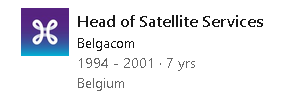 Head of Satellite Services
Belgacom
1994 - 2001 · 7 yrs
Belgium